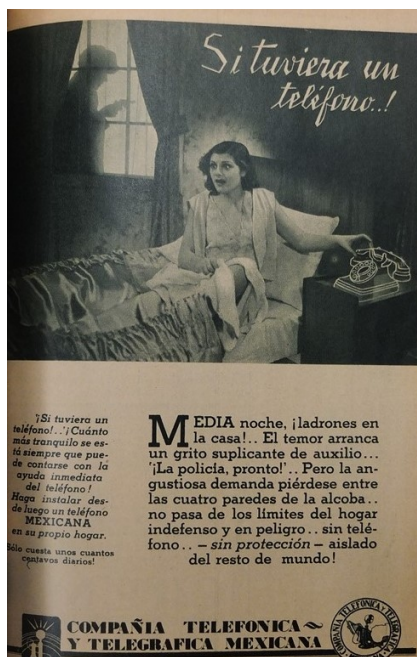 Si tuviera un
teléfono..!
'¡Si tuviera un
teléfono!..'¡Cuánto
más tranquilo se es-
tá siempre que pue-
de contarse con la
ayuda inmediata
del teléfono!
Haga instalar des-
de luego un teléfono
MEXICANA
en su propio hogar.
Sólo cuesta unos cuantos
centavos diarios!
MEDIA noche, ¡ladrones en
la casa!.. El temor arranca
un grito suplicante de auxilio...
'¡La policía, pronto!'.. Pero la an-
gustiosa demanda piérdese entre
las cuatro paredes de la alcoba..
no pasa de los límites del hogar
indefenso y en peligro.. sin telé-
fono.. – sin protección – aislado
del resto de mundo!
COMPAÑIA TELEFONICA
Y TELEGRAFICA MEXICANA
COMPAÑIA TELEFONICA Y TELEGRAFICA